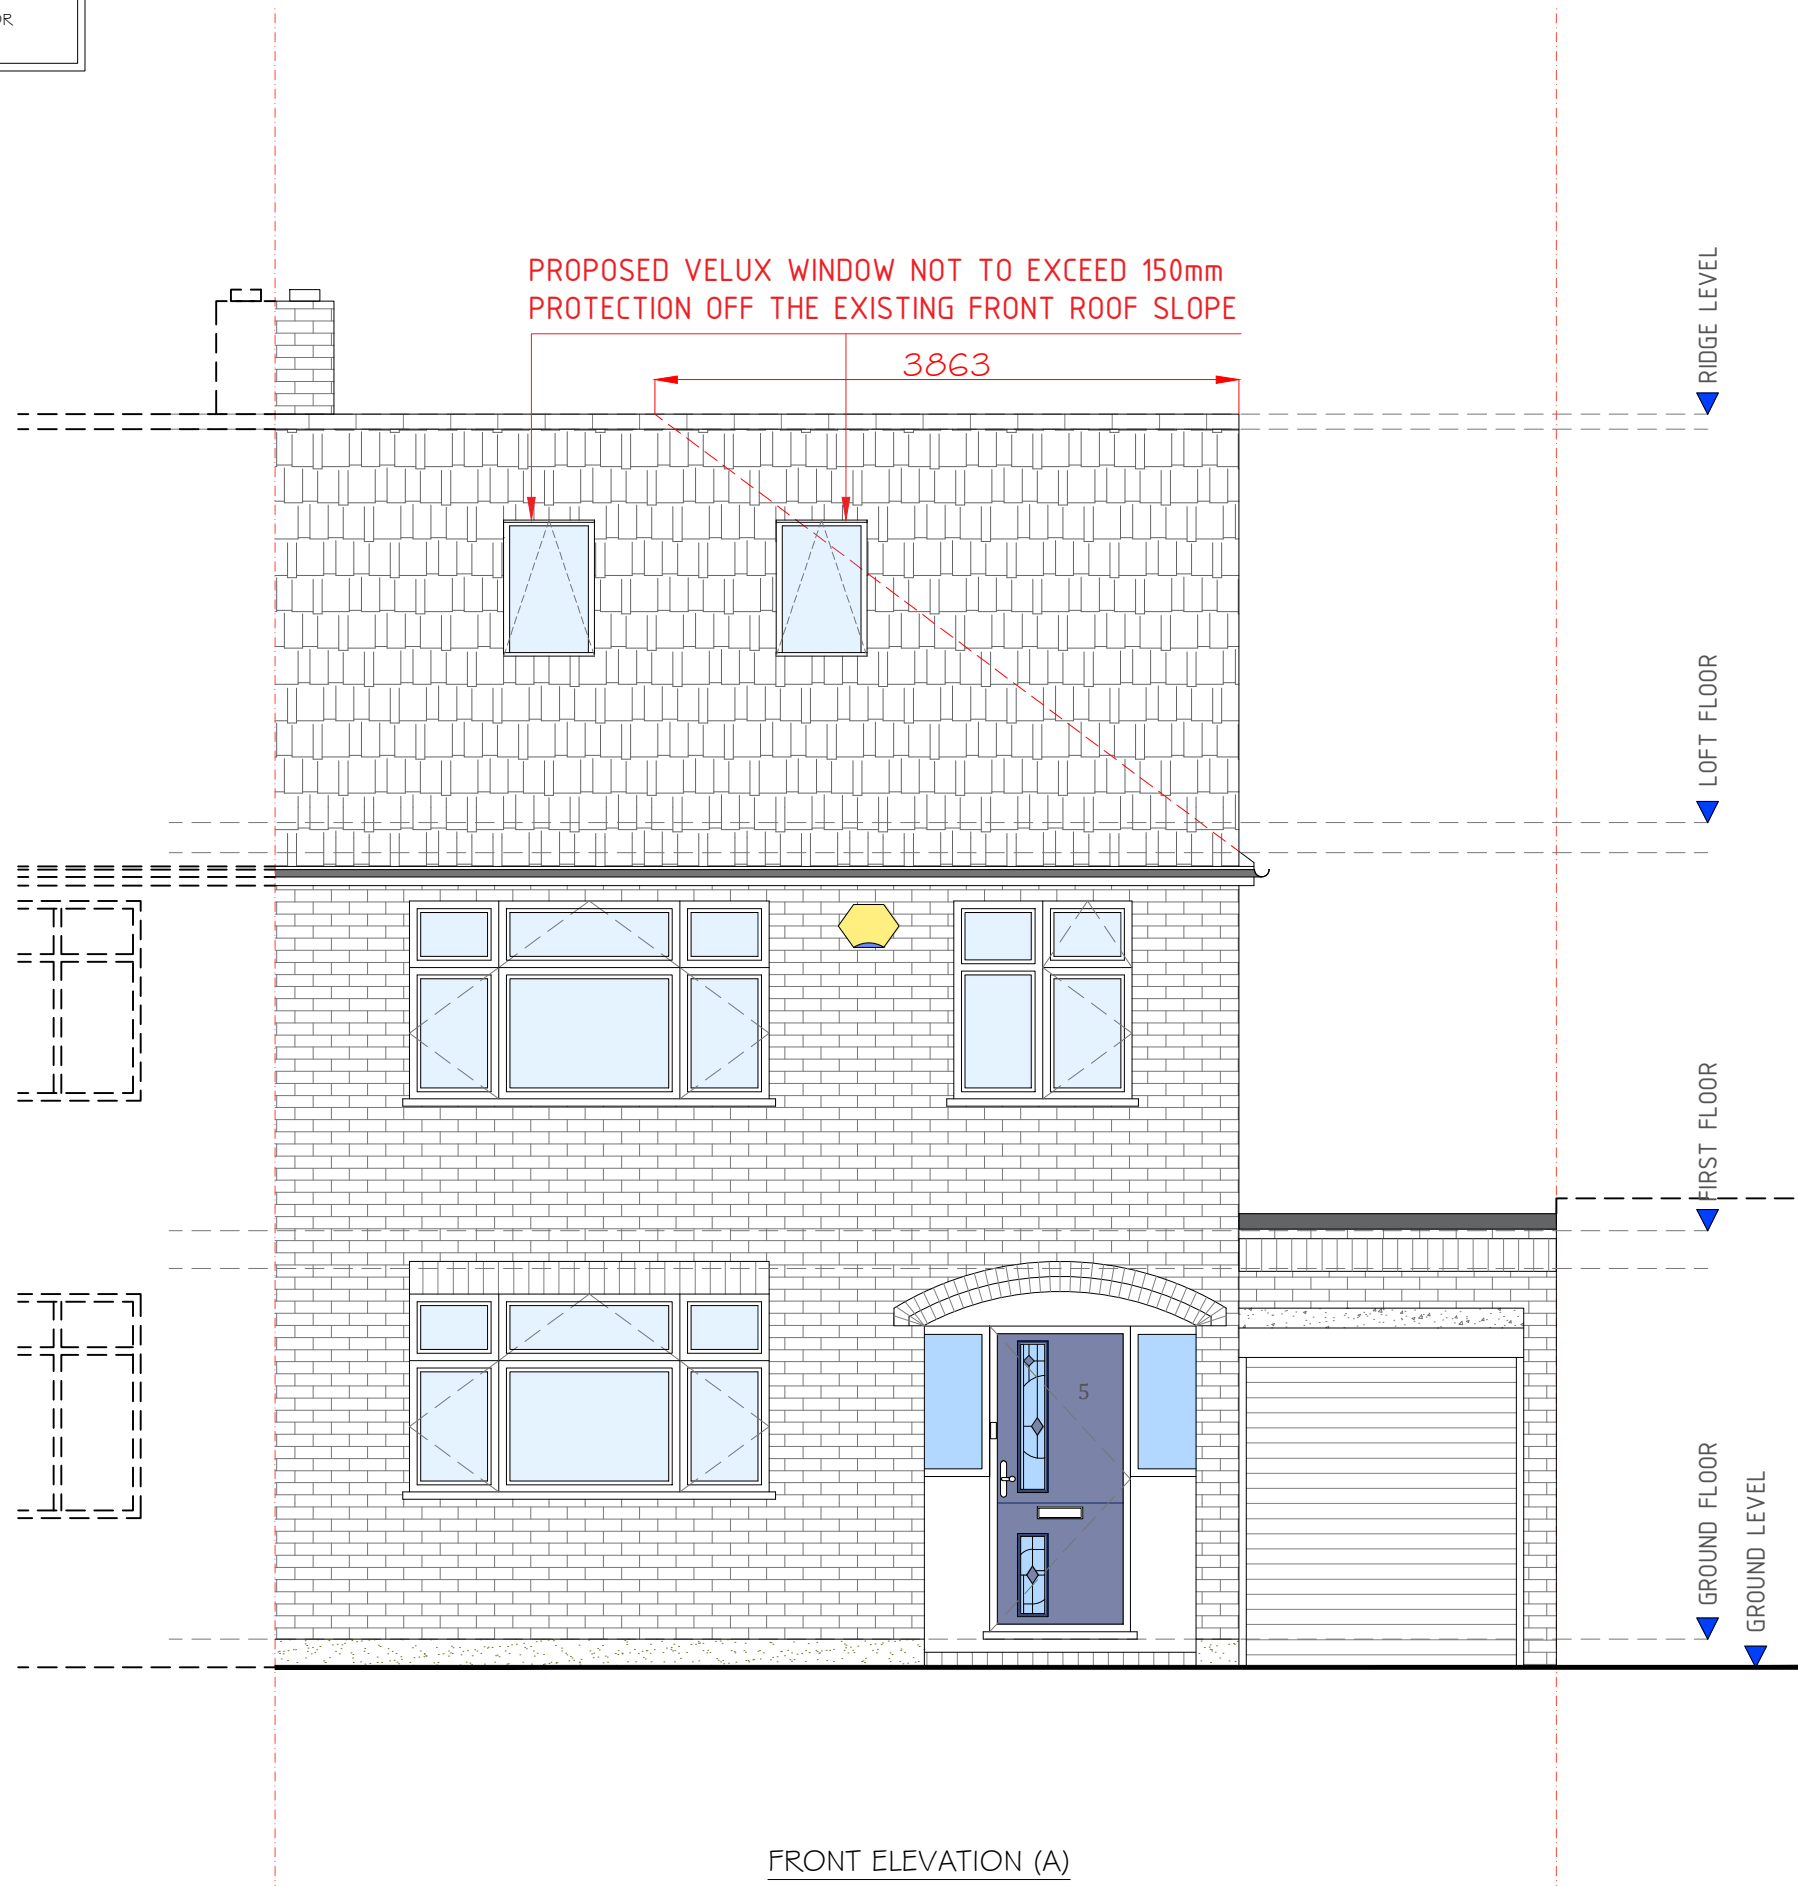 OR
PROPOSED VELUX WINDOW NOT TO EXCEED 150mm
PROTECTION OFF THE EXISTING FRONT ROOF SLOPE
3863
RIDGE LEVEL
LOFT FLOOR
FIRST FLOOR
5
GROUND FLOOR
GROUND LEVEL
FRONT ELEVATION (A)